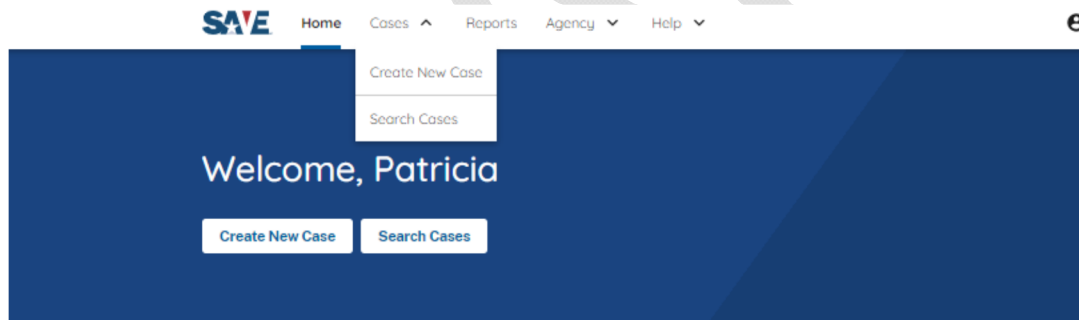 SAVE Home Cases Reports Agency Help
Create New Case
Search Cases
Welcome, Patricia
Create New Case Search Cases